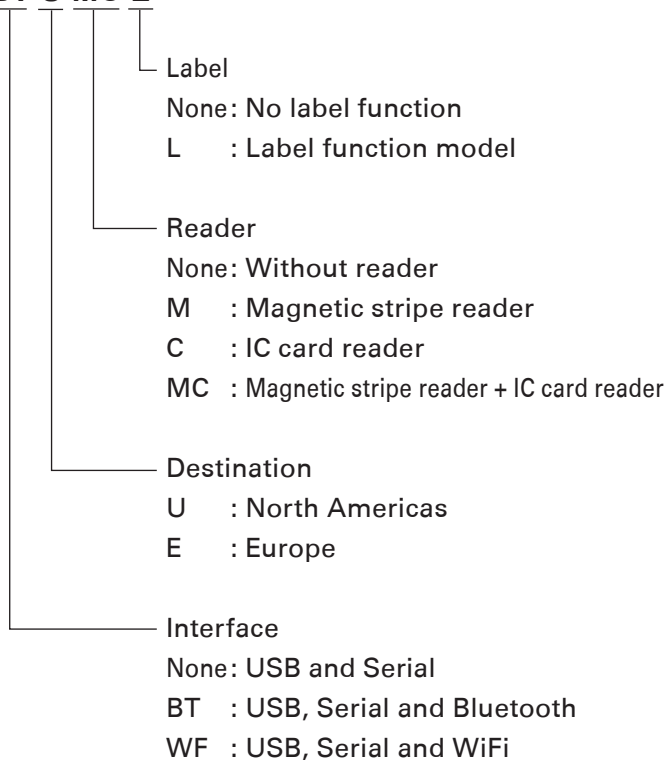 Label
None: No label function
L : Label function model
Reader
None: Without reader
M : Magnetic stripe reader
C : IC card reader
MC : Magnetic stripe reader + IC card reader
Destination
U : North Americas
E : Europe
Interface
None: USB and Serial
BT : USB, Serial and Bluetooth
WF : USB, Serial and WiFi